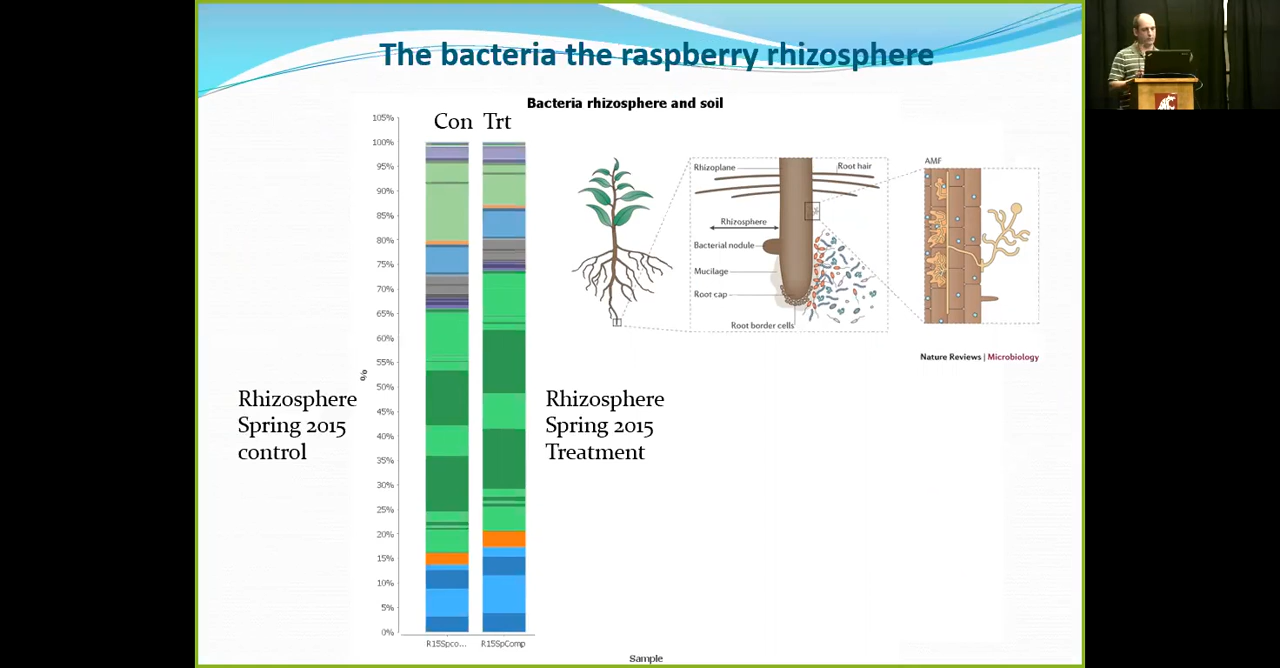 The bacteria the raspberry rhizosphere
Bacteria rhizosphere and soil
Con Trt
105%
100%
95%
90%
85%
80%
75%
70%
65%
60%
55%
50%
45%
40%
35%
30%
25%
20%
15%
10%
5%
0%
%
R15Spco... R15SpComp
Sample
Rhizosphere
Spring 2015
control
Rhizosphere
Spring 2015
Treatment
Rhizoplane
Root hair
Rhizosphere
Bacterial nodule
Mucilage
Root cap
Root border cells
AMF
Nature Reviews | Microbiology